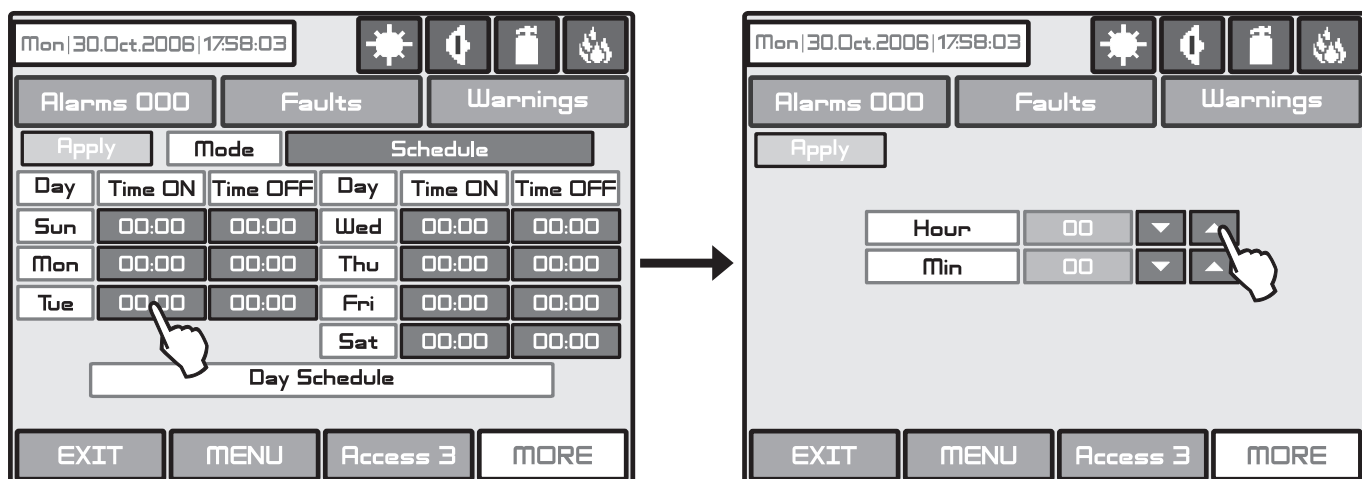 Mon|30.Oct.2006|17:58:03
Alarms 000 Faults Warnings
Apply Mode Schedule
Day Time ON Time OFF Day Time ON Time OFF
Sun 00:00 00:00 Wed 00:00 00:00
Mon 00:00 00:00 Thu 00:00 00:00
Tue 00:00 00:00 Fri 00:00 00:00
Sat 00:00 00:00
Day Schedule
EXIT MENU Access 3 MORE
Mon|30.Oct.2006|17:58:03
Alarms 000 Faults Warnings
Apply
Hour 00
Min 00
EXIT MENU Access 3 MORE